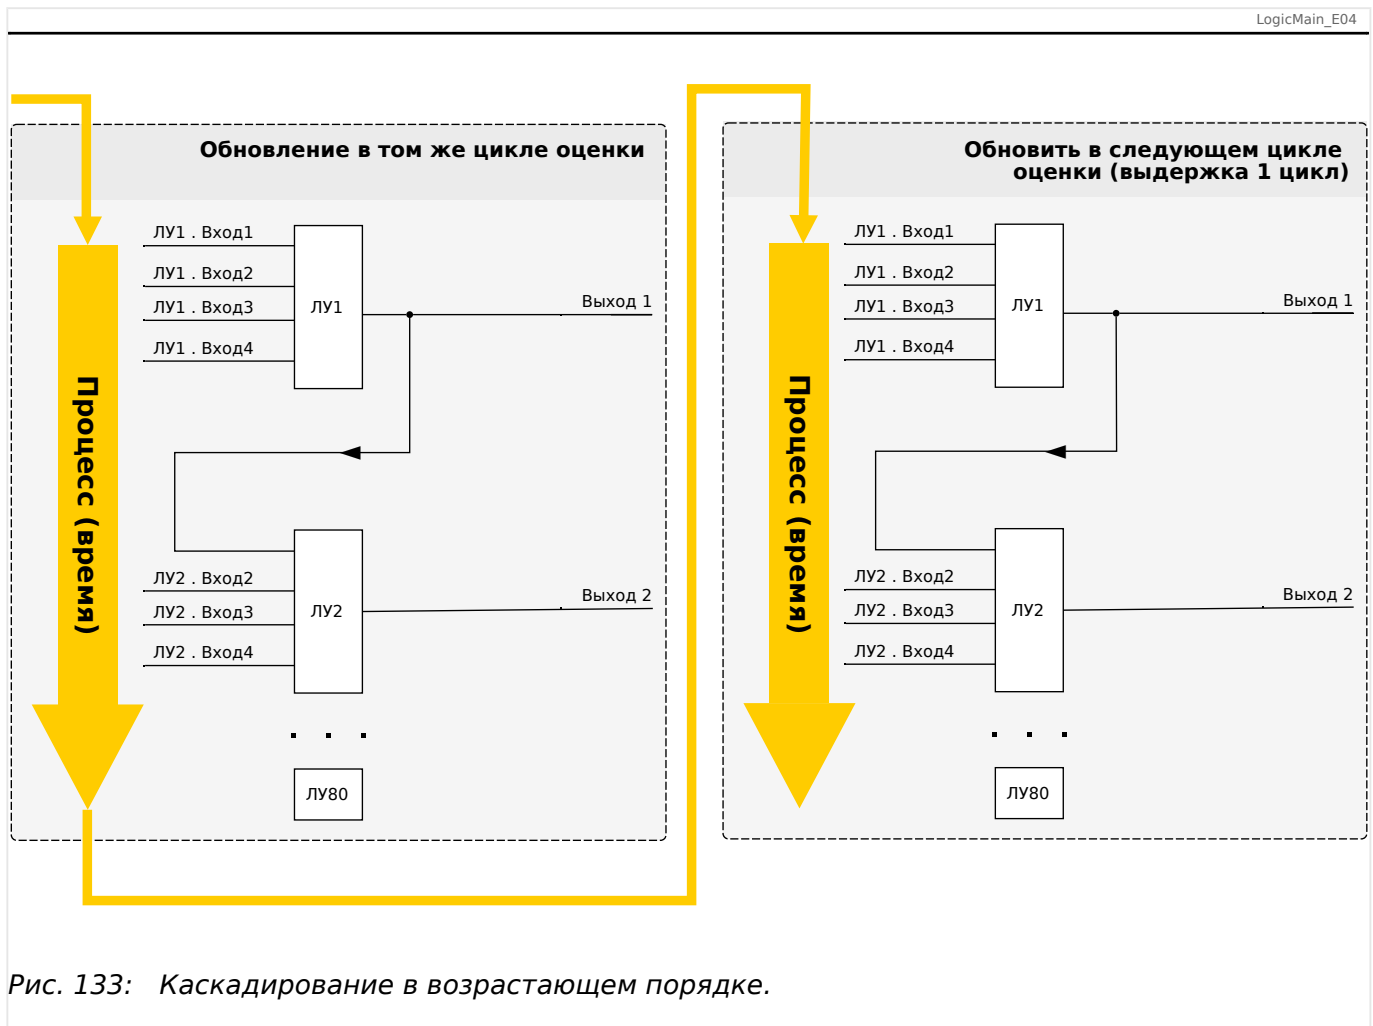 LogicMain_E04
Обновление в том же цикле оценки
ЛУ1 . Вход1
ЛУ1 . Вход2
ЛУ1 . Вход3
ЛУ1 . Вход4
ЛУ1
Выход 1
Процесс (время)
ЛУ2 . Вход2
ЛУ2 . Вход3
ЛУ2 . Вход4
ЛУ2
Выход 2
ЛУ80
Обновить в следующем цикле
оценки (выдержка 1 цикл)
ЛУ1 . Вход1
ЛУ1 . Вход2
ЛУ1 . Вход3
ЛУ1 . Вход4
ЛУ1
Выход 1
Процесс (время)
ЛУ2 . Вход2
ЛУ2 . Вход3
ЛУ2 . Вход4
ЛУ2
Выход 2
ЛУ80
Рис. 133: Каскадирование в возрастающем порядке.